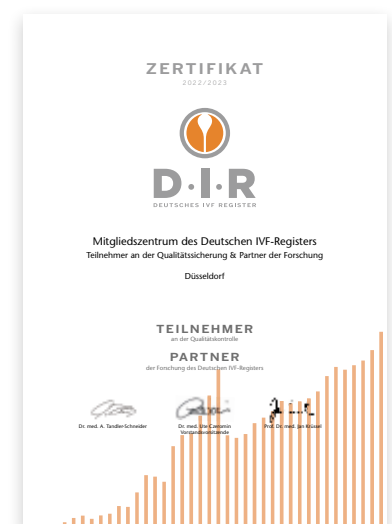 ZERTIFIKAT
2022/2023
D·I·R
DEUTSCHES IVF REGISTER
Mitgliedszentrum des Deutschen IVF-Registers
Teilnehmer an der Qualitätssicherung & Partner der Forschung
Düsseldorf
TEILNEHMER
an der Qualitätskontrolle
PARTNER
der Forschung des Deutschen IVF-Registers
Dr. med. A. Tandler-Schneider
Dr. med. Ute Czeromin
Vorstandsvorsitzende
Prof. Dr. med. Jan Krüssel